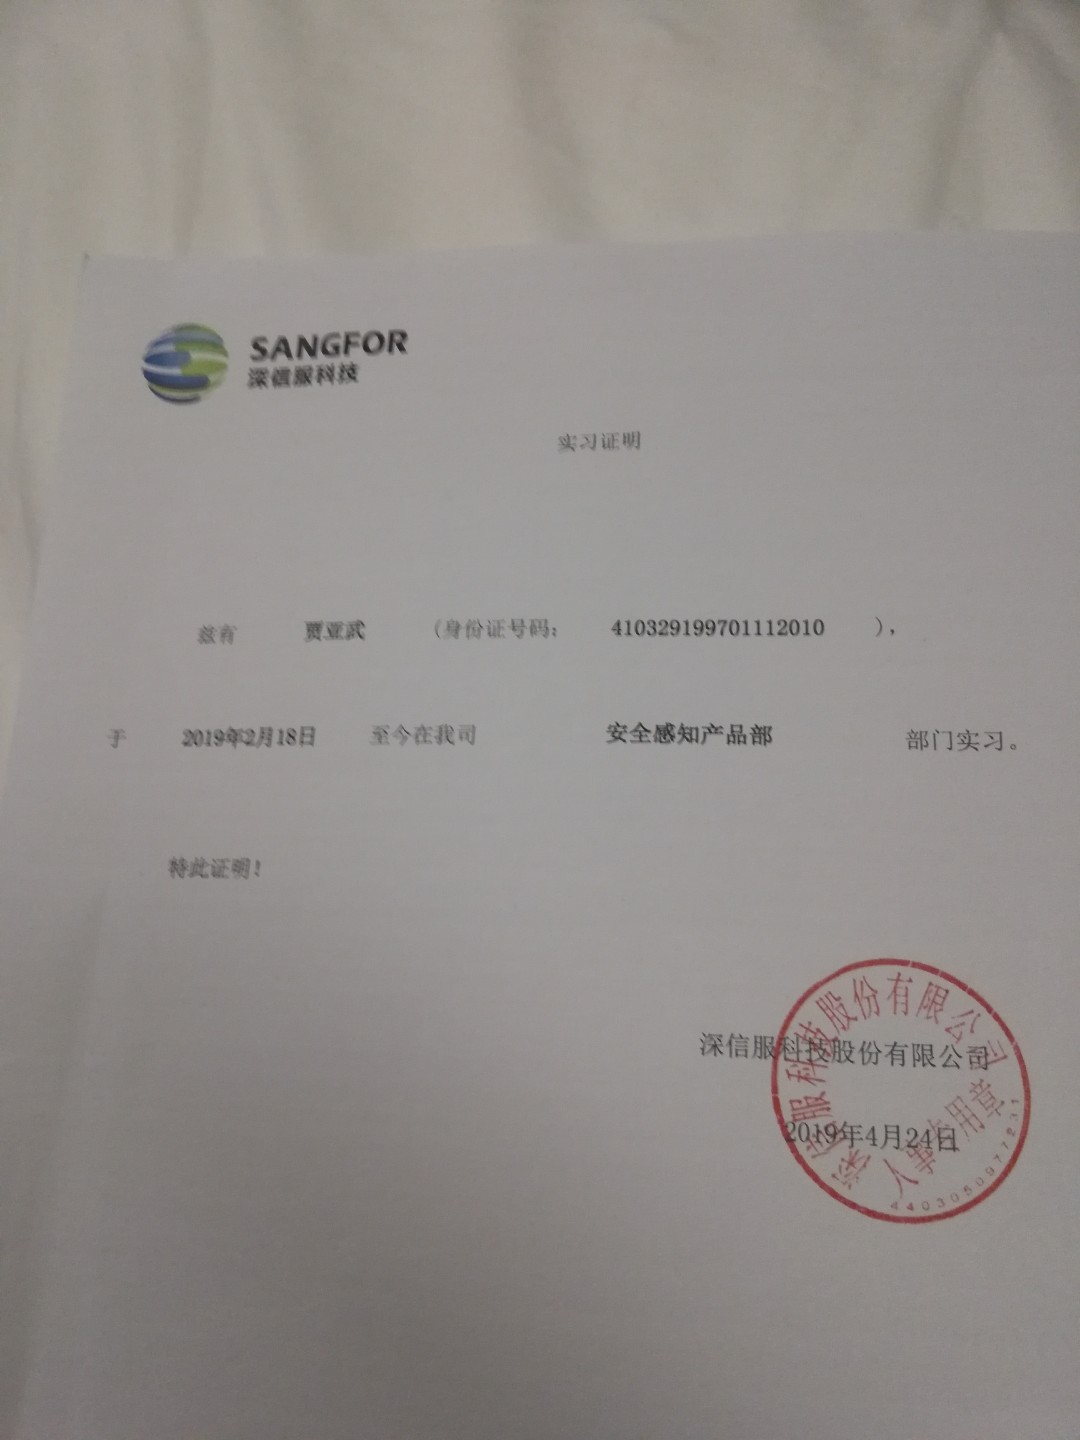 SANGFOR
深信服科技
实习证明
兹有 贾亚武 （身份证号码： 410329199701112010 ），
于 2019年2月18日 至今在我司 安全感知产品部 部门实习。
特此证明！
深信服科技股份有限公司
2019年4月24日
深信服科技股份有限公司
人事专用章
4403050977231